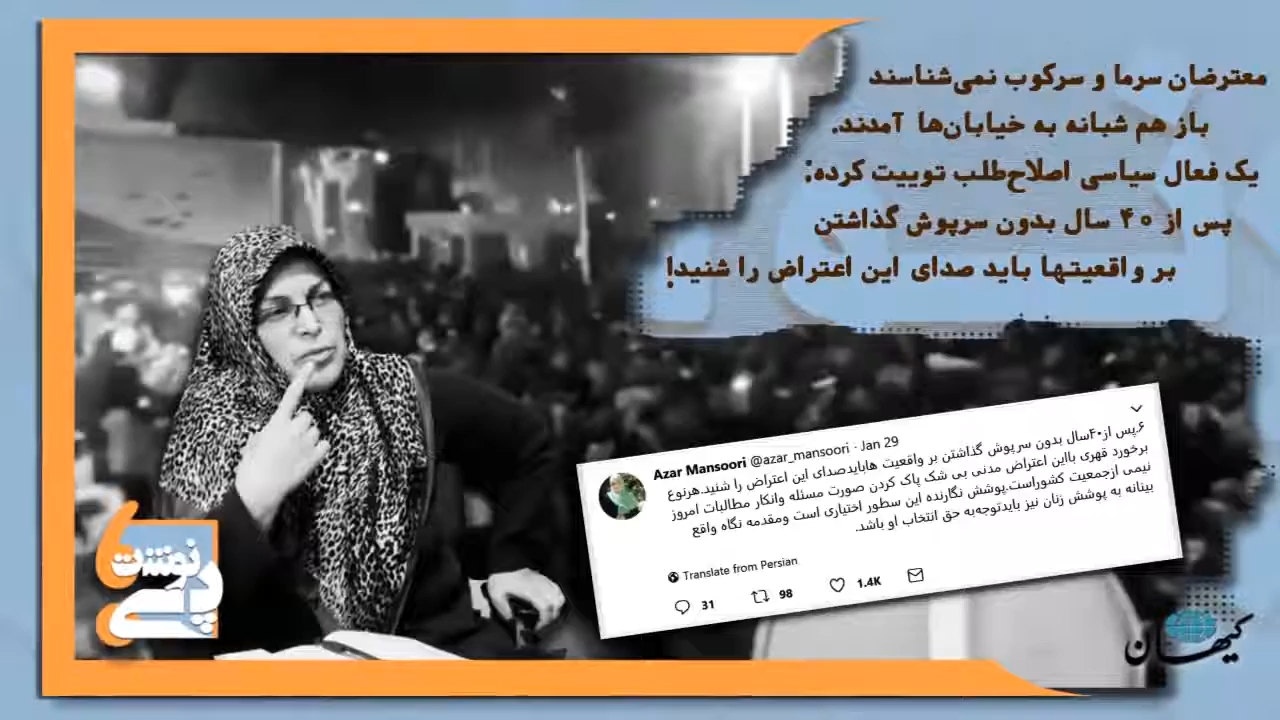 معترضان سرما و سرکوب نمی‌شناسند
باز هم شبانه به خیابان‌ها آمدند.
یک فعال سیاسی اصلاح‌طلب توییت کرده:
پس از ۴۰ سال بدون سرپوش گذاشتن
بر واقعیتها باید صدای این اعتراض را شنید!
Azar Mansoori @azar_mansoori · Jan 29
۶.پس از۴۰سال بدون سرپوش گذاشتن بر واقعیت هابایدصدای این اعتراض را شنید.هرنوع
برخورد قهری بااین اعتراض مدنی بی شک پاک کردن صورت مسئله وانکار مطالبات امروز
نیمی ازجمعیت کشوراست.پوشش نگارنده این سطور اختیاری است ومقدمه نگاه واقع
بینانه به پوشش زنان نیز بایدتوجه‌به حق انتخاب او باشد.
Translate from Persian
31 98 1.4K
پی
نوشت
کیهان